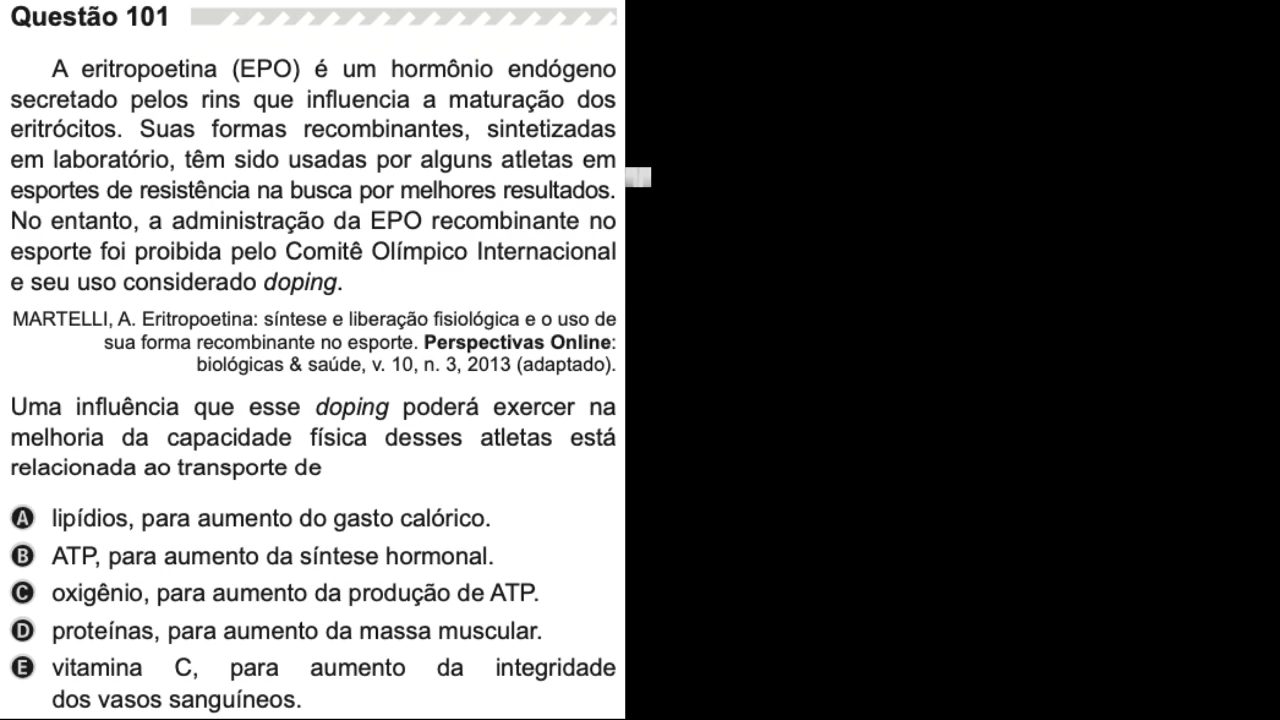 Questão 101
A eritropoetina (EPO) é um hormônio endógeno
secretado pelos rins que influencia a maturação dos
eritrócitos. Suas formas recombinantes, sintetizadas
em laboratório, têm sido usadas por alguns atletas em
esportes de resistência na busca por melhores resultados.
No entanto, a administração da EPO recombinante no
esporte foi proibida pelo Comitê Olímpico Internacional
e seu uso considerado doping.
MARTELLI, A. Eritropoetina: síntese e liberação fisiológica e o uso de
sua forma recombinante no esporte. Perspectivas Online:
biológicas & saúde, v. 10, n. 3, 2013 (adaptado).
Uma influência que esse doping poderá exercer na
melhoria da capacidade física desses atletas está
relacionada ao transporte de
A lipídios, para aumento do gasto calórico.
B ATP, para aumento da síntese hormonal.
C oxigênio, para aumento da produção de ATP.
D proteínas, para aumento da massa muscular.
E vitamina C, para aumento da integridade
dos vasos sanguíneos.